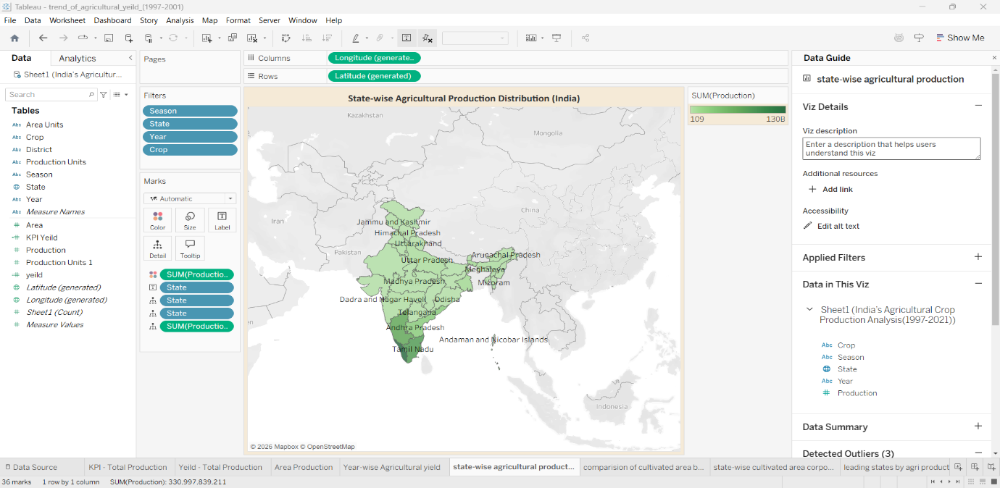 Tableau - trend_of_agricultural_yeild_(1997-2001)
File Data Worksheet Dashboard Story Analysis Map Format Server Window Help
Show Me
Data Analytics
Sheet1 (India's Agricultur...
Search
Tables
Abc Area Units
Abc Crop
Abc District
Abc Production Units
Abc Season
State
Abc Year
Abc Measure Names
# Area
=# KPI Yeild
# Production
# Production Units 1
=# yeild
Latitude (generated)
Longitude (generated)
# Sheet1 (Count)
# Measure Values
Pages
Filters
Season
State
Year
Crop
Marks
Automatic
Color Size Label
Detail Tooltip
SUM(Productio..
State
State
State
SUM(Productio..
Columns Longitude (generate..
Rows Latitude (generated)
State-wise Agricultural Production Distribution (India)
Kazakhstan
Mongolia
Iran
China
Pakistan
Jammu and Kashmir
Himachal Pradesh
Uttarakhand
Arunachal Pradesh
Uttar Pradesh
Meghalaya
Madhya Pradesh
Mizoram
Dadra and Nagar Haveli
Odisha
Telangana
en
Andhra Pradesh
Andaman and Nicobar Islands
Tamil Nadu
Indonesia
© 2026 Mapbox © OpenStreetMap
SUM(Production)
109 130B
Data Guide
state-wise agricultural production
Viz Details
Viz description
Enter a description that helps users
understand this viz
Additional resources
Add link
Accessibility
Edit alt text
Applied Filters
Data in This Viz
Sheet1 (India's Agricultural Crop
Production Analysis(1997-2021))
Abc Crop
Abc Season
State
Abc Year
# Production
Data Summary
Detected Outliers (3)
Data Source KPI - Total Production Yeild - Total Production Area Production Year-wise Agricultural yield state-wise agricultural product... comparision of cultivated area b... state-wise cultivated area corpo... leading states by agri product
36 marks 1 row by 1 column SUM(Production): 330.997.839.211